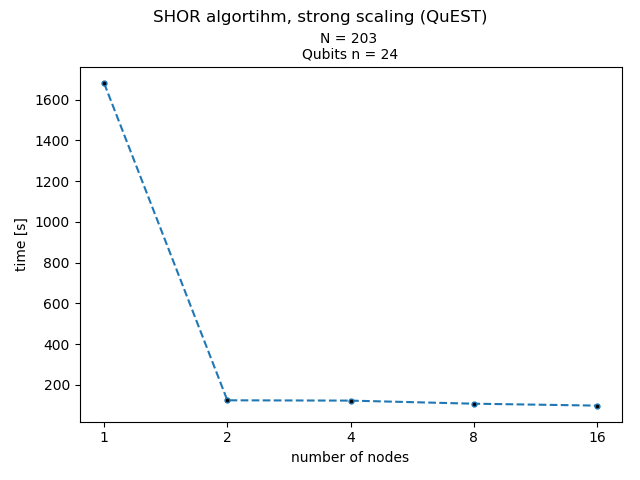 SHOR algortihm, strong scaling (QuEST)
N = 203
Qubits n = 24
1600
1400
1200
1000
800
600
400
200
time [s]
1 2 4 8 16
number of nodes